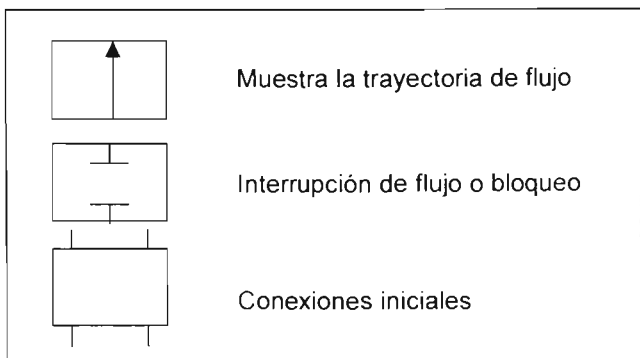 Muestra la trayectoria de flujo
Interrupción de flujo o bloqueo
Conexiones iniciales